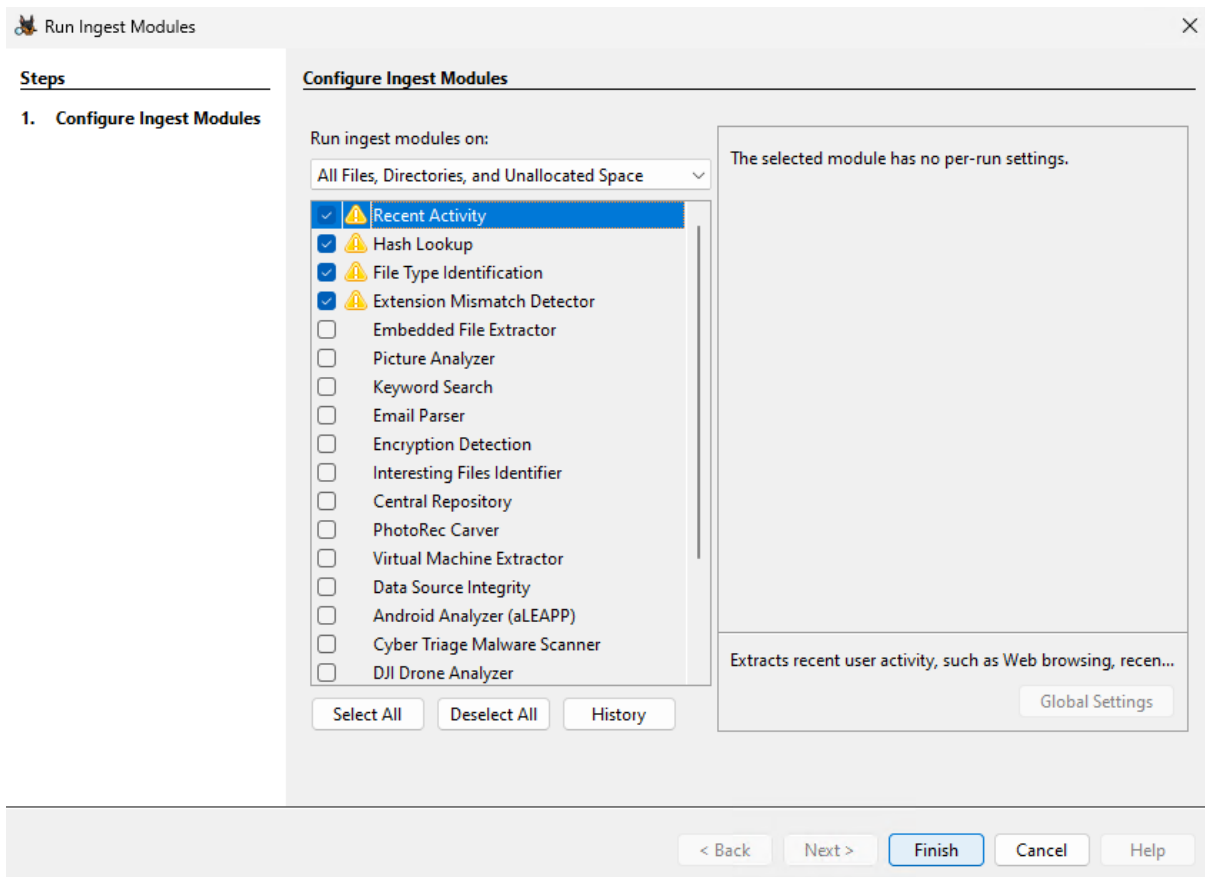 Run Ingest Modules
Steps
1. Configure Ingest Modules
Configure Ingest Modules
Run ingest modules on:
All Files, Directories, and Unallocated Space
Recent Activity
Hash Lookup
File Type Identification
Extension Mismatch Detector
Embedded File Extractor
Picture Analyzer
Keyword Search
Email Parser
Encryption Detection
Interesting Files Identifier
Central Repository
PhotoRec Carver
Virtual Machine Extractor
Data Source Integrity
Android Analyzer (aLEAPP)
Cyber Triage Malware Scanner
DJI Drone Analyzer
Select All Deselect All History
The selected module has no per-run settings.
Extracts recent user activity, such as Web browsing, recen...
Global Settings
< Back Next > Finish Cancel Help